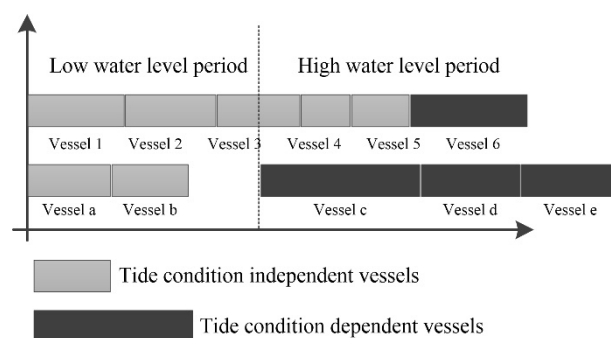 Low water level period High water level period
Vessel 1 Vessel 2 Vessel 3 Vessel 4 Vessel 5 Vessel 6
Vessel a Vessel b Vessel c Vessel d Vessel e
Tide condition independent vessels
Tide condition dependent vessels